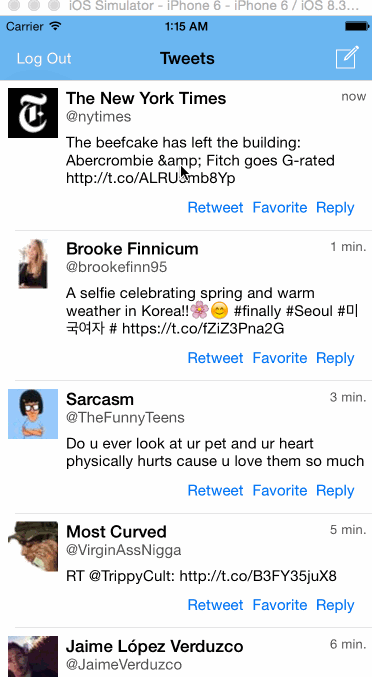 iOS Simulator - iPhone 6 - iPhone 6 / iOS 8.3...
Carrier 1:15 AM
Log Out Tweets
The New York Times now
@nytimes
The beefcake has left the building:
Abercrombie &amp; Fitch goes G-rated
Retweet Favorite Reply
Brooke Finnicum 1 min.
@brookefinn95
A selfie celebrating spring and warm
weather in Korea!!🌸😊 #finally #Seoul #미
국여자 # https://t.co/fZiZ3Pna2G
Retweet Favorite Reply
Sarcasm 3 min.
@TheFunnyTeens
Do u ever look at ur pet and ur heart
physically hurts cause u love them so much
Retweet Favorite Reply
Most Curved 5 min.
@VirginAssNigga
RT @TrippyCult: http://t.co/B3FY35juX8
Retweet Favorite Reply
Jaime López Verduzco 6 min.
@JaimeVerduzco